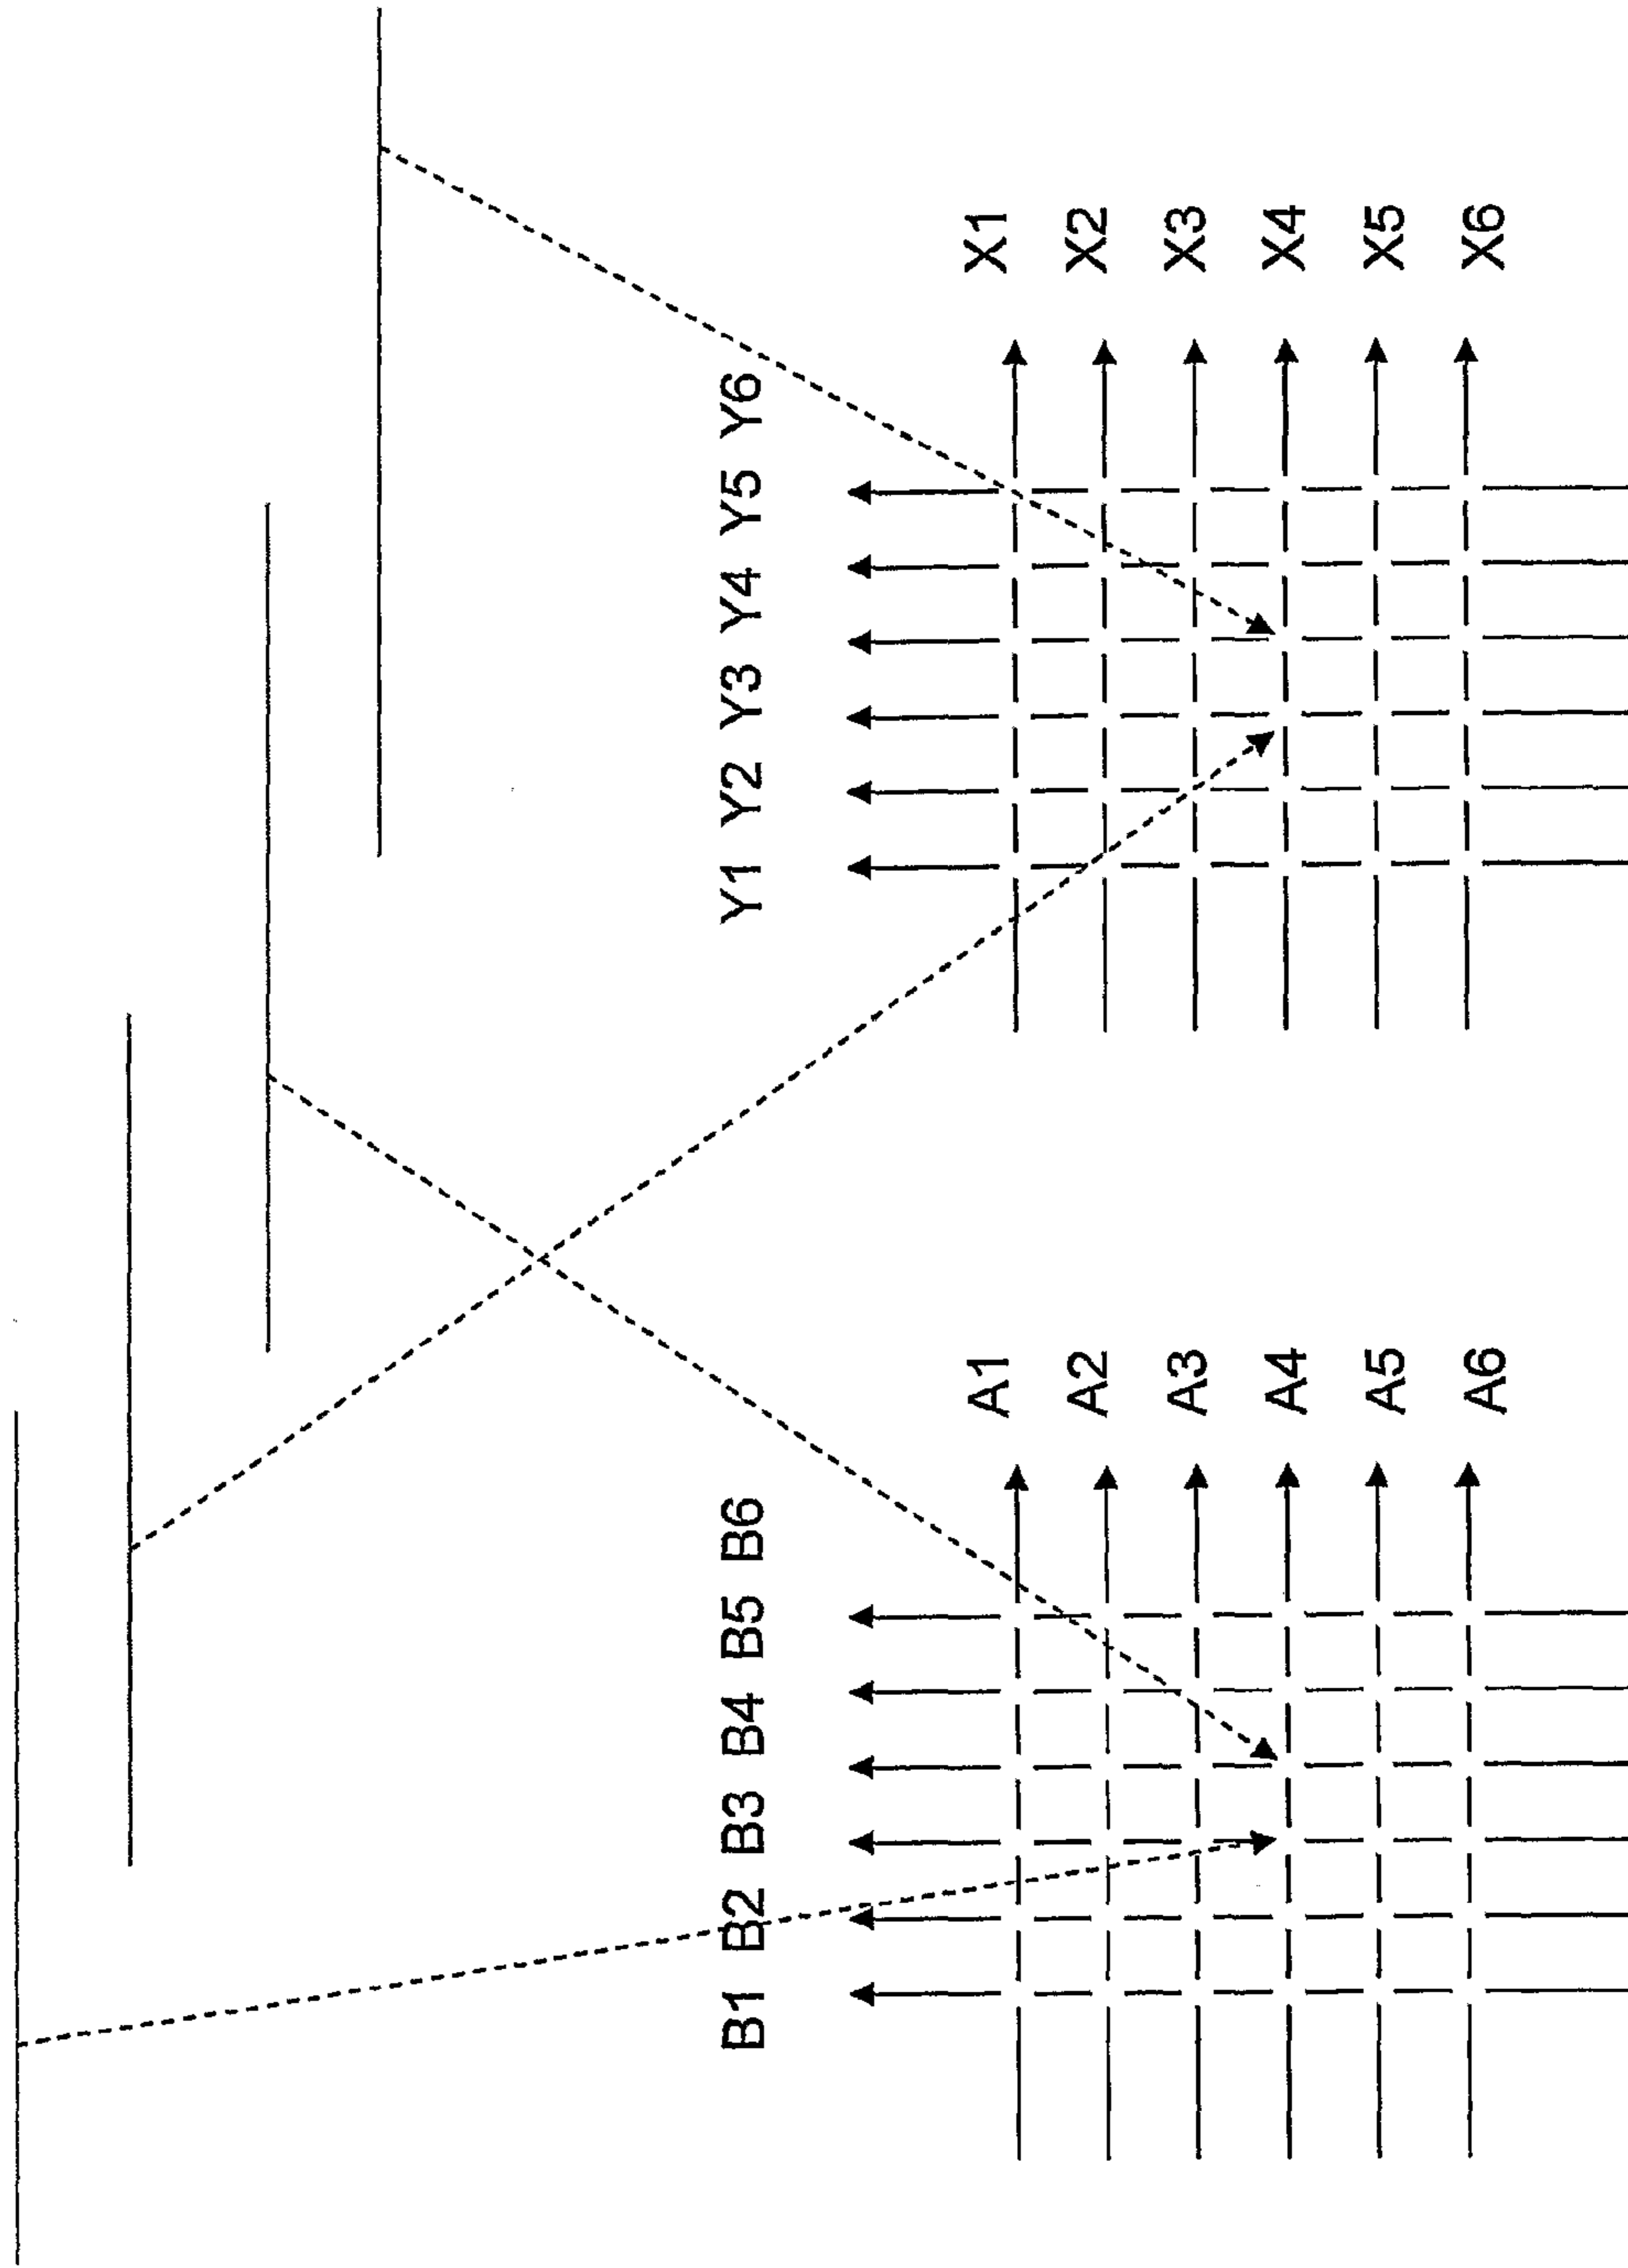 Y1 Y2 Y3 Y4 Y5 Y6
X1
X2
X3
X4
X5
X6
B1 B2 B3 B4 B5 B6
A1
A2
A3
A4
A5
A6